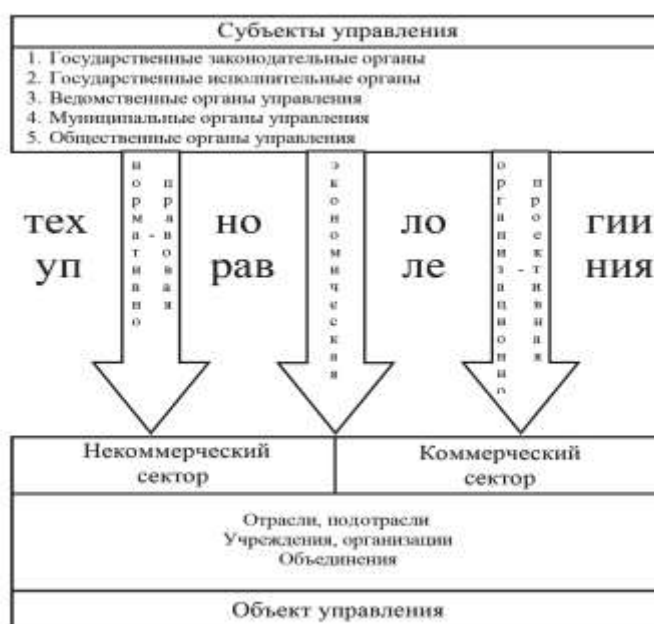 Субъекты управления
1. Государственные законодательные органы
2. Государственные исполнительные органы
3. Ведомственные органы управления
4. Муниципальные органы управления
5. Общественные органы управления
тех но ло гии
уп рав ле ния
нормативно
-
правовая
экономическая
организационно
-
проективная
Некоммерческий
сектор
Коммерческий
сектор
Отрасли, подотрасли
Учреждения, организации
Объединения
Объект управления